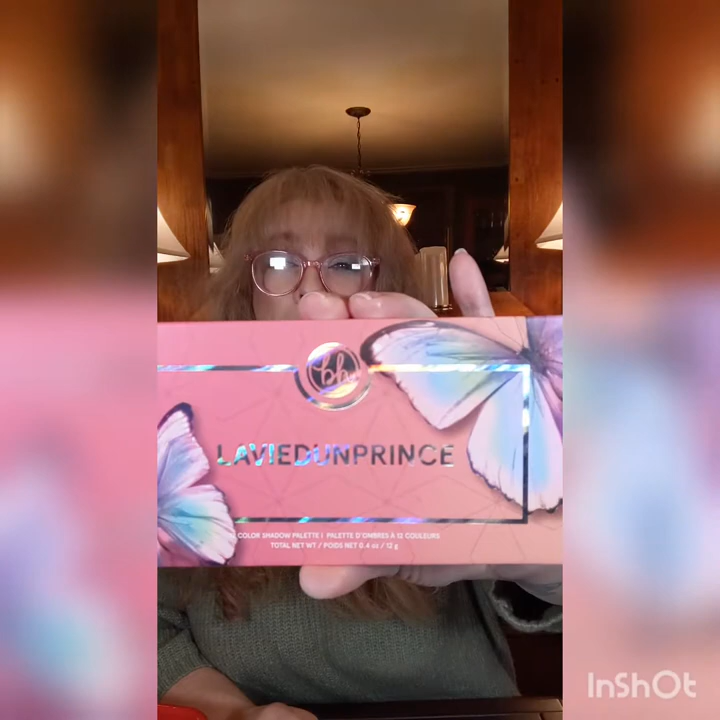 bh
LAVIEDUNPRINCE
COLOR SHADOW PALETTE | PALETTE D'OMBRES À 12 COULEURS
TOTAL NET WT / POIDS NET 0.4 oz / 12 g
InShOt